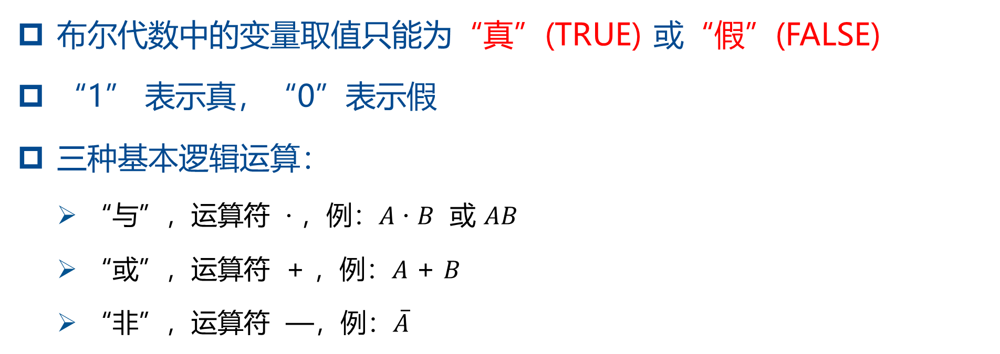 布尔代数中的变量取值只能为“真”(TRUE) 或“假”(FALSE)
“1” 表示真，“0”表示假
三种基本逻辑运算：
“与”，运算符 · ，例：A · B 或 AB
“或”，运算符 + ，例：A + B
“非”，运算符 —，例：Ā